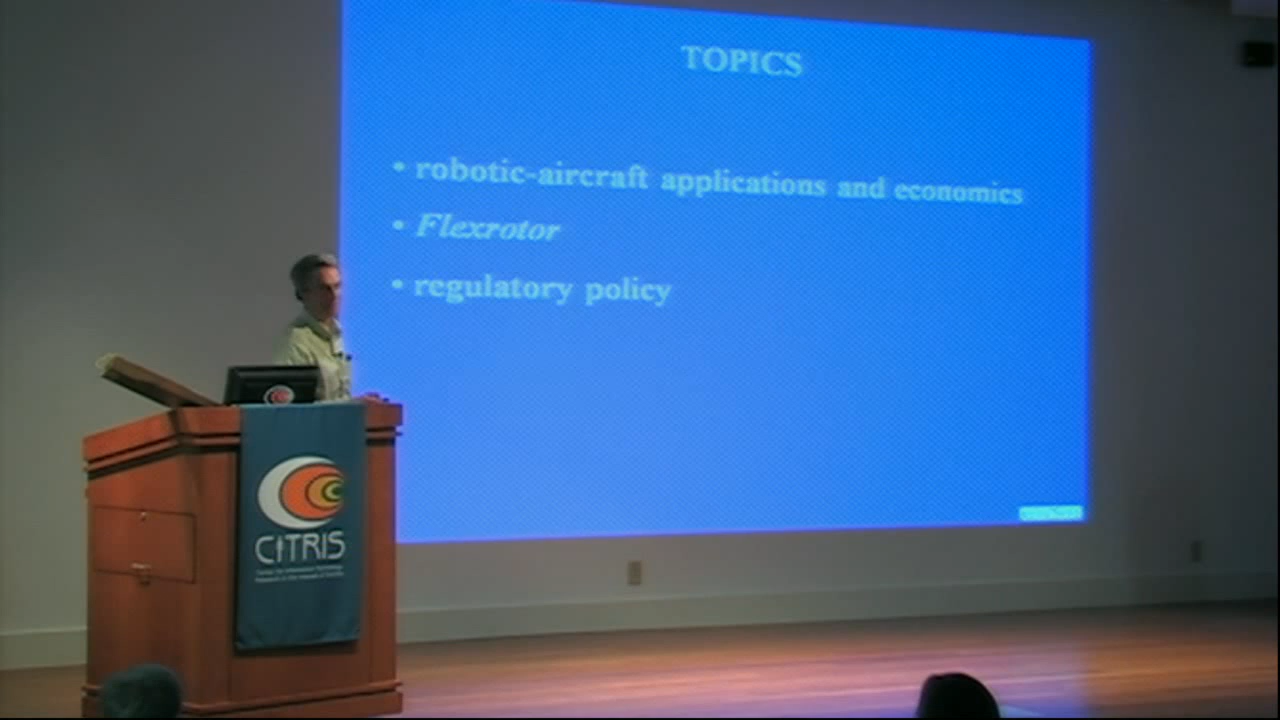 TOPICS
• robotic-aircraft applications and economics
• Flexrotor
• regulatory policy
CITRIS